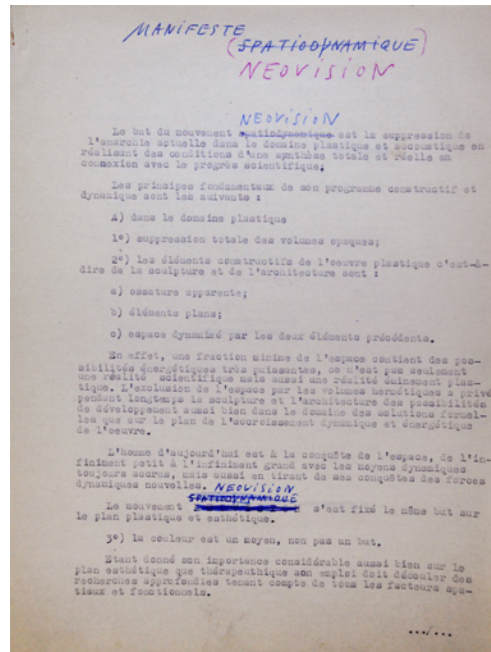 MANIFESTE
(SPATIODYNAMIQUE)
NEOVISION
NEOVISION
Le but du mouvement spatiodynamique est la suppression de
l'anarchie actuelle dans le domaine plastique et accoustique en
réalisant des conditions d'une synthèse totale et réelle en
connexion avec le progrès scientifique.
Les principes fondamentaux de son programme constructif et
dynamique sont les suivants :
A) dans le domaine plastique
1°) suppression totale des volumes opaques;
2°) les éléments constructifs de l'oeuvre plastique c'est-à-
dire de la sculpture et de l'architecture sont :
a) ossature apparente;
b) éléments plans;
c) espace dynamisé par les deux éléments précédents.
En effet, une fraction minime de l'espace contient des pos-
sibilités énergétiques très puissantes, ce n'est pas seulement
une réalité scientifique mais aussi une réalité éminement plas-
tique. L'exclusion de l'espace par les volumes hermétiques a privé
pendant longtemps la sculpture et l'architecture des possibilités
de développement aussi bien dans le domaine des solutions formel-
les que sur le plan de l'accroissement dynamique et énergétique
de l'oeuvre.
L'homme d'aujourd'hui est à la conquête de l'espace, de l'in-
finiment petit à l'infiniment grand avec les moyens dynamiques
toujours accrus, mais aussi en tirant de ses conquêtes des forces
dynamiques nouvelles.
NEOVISION
SPATIODYNAMIQUE
Le mouvement s'est fixé le même but sur
le plan plastique et esthétique.
3°) la couleur est un moyen, non pas un but.
Etant donné son importance considérable aussi bien sur le
plan esthétique que thérapeuthique son emploi doit découler des
recherches approfondies tenant compte de tous les facteurs spa-
tiaux et fonctionnels.
.../...